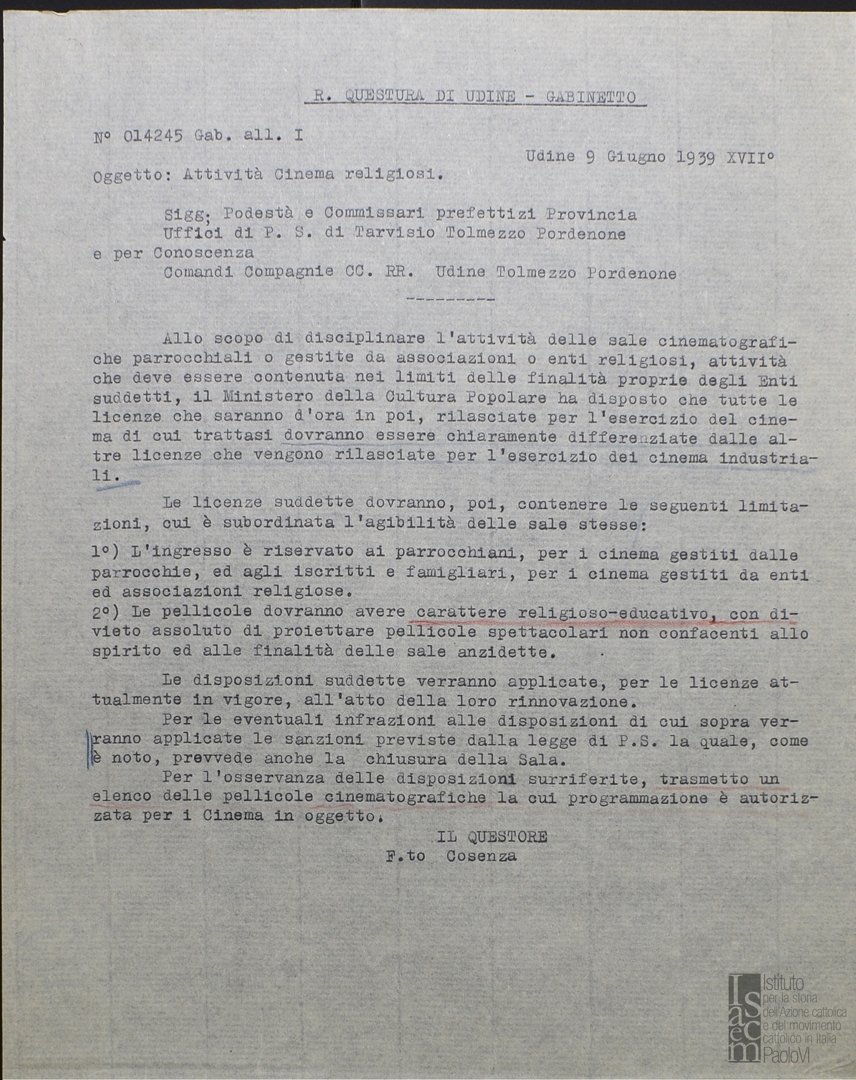 R. QUESTURA DI UDINE - GABINETTO
N° 014245 Gab. all. I
Udine 9 Giugno 1939 XVII°
Oggetto: Attività Cinema religiosi.
Sigg; Podestà e Commissari prefettizi Provincia
Uffici di P. S. di Tarvisio Tolmezzo Pordenone
e per Conoscenza
Comandi Compagnie CC. RR. Udine Tolmezzo Pordenone
----------
Allo scopo di disciplinare l'attività delle sale cinematografi-
che parrocchiali o gestite da associazioni o enti religiosi, attività
che deve essere contenuta nei limiti delle finalità proprie degli Enti
suddetti, il Ministero della Cultura Popolare ha disposto che tutte le
licenze che saranno d'ora in poi, rilasciate per l'esercizio del cine-
ma di cui trattasi dovranno essere chiaramente differenziate dalle al-
tre licenze che vengono rilasciate per l'esercizio dei cinema industria-
li.
Le licenze suddette dovranno, poi, contenere le seguenti limita-
zioni, cui è subordinata l'agibilità delle sale stesse:
1°) L'ingresso è riservato ai parrocchiani, per i cinema gestiti dalle
parrocchie, ed agli iscritti e famigliari, per i cinema gestiti da enti
ed associazioni religiose.
2°) Le pellicole dovranno avere carattere religioso-educativo, con di-
vieto assoluto di proiettare pellicole spettacolari non confacenti allo
spirito ed alle finalità delle sale anzidette.
Le disposizioni suddette verranno applicate, per le licenze at-
tualmente in vigore, all'atto della loro rinnovazione.
Per le eventuali infrazioni alle disposizioni di cui sopra ver-
ranno applicate le sanzioni previste dalla legge di P.S. la quale, come
è noto, prevvede anche la chiusura della Sala.
Per l'osservanza delle disposizioni surriferite, trasmetto un
elenco delle pellicole cinematografiche la cui programmazione è autoriz-
zata per i Cinema in oggetto.
IL QUESTORE
F.to Cosenza
Isacem
Istituto
per la storia
dell'Azione cattolica
e del movimento
cattolico in Italia
PaoloVI